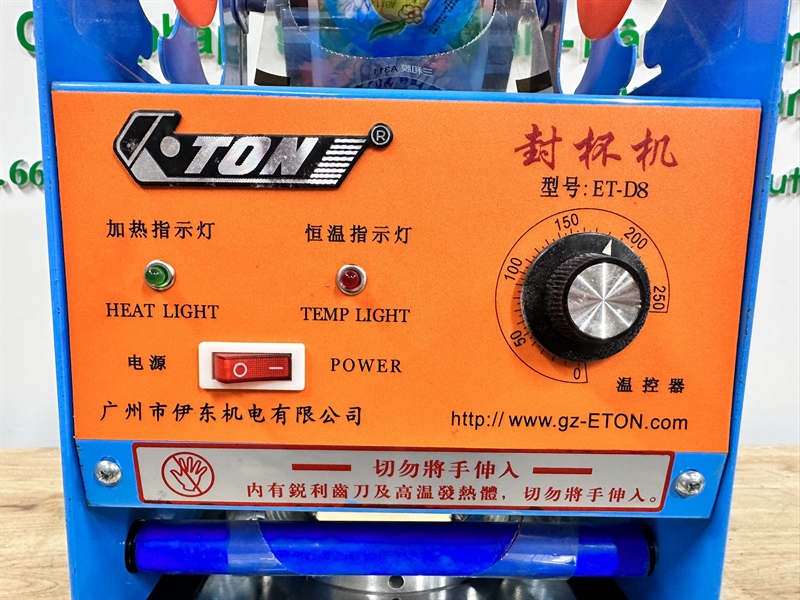 ETON®
封杯机
型号: ET-D8
加热指示灯
恒温指示灯
HEAT LIGHT
TEMP LIGHT
0
50
100
150
200
250
电源
POWER
温控器
广州市伊东机电有限公司
http:// www.gz-ETON.com
切勿將手伸入
内有鋭利齒刀及高温發熱體，切勿將手伸入。